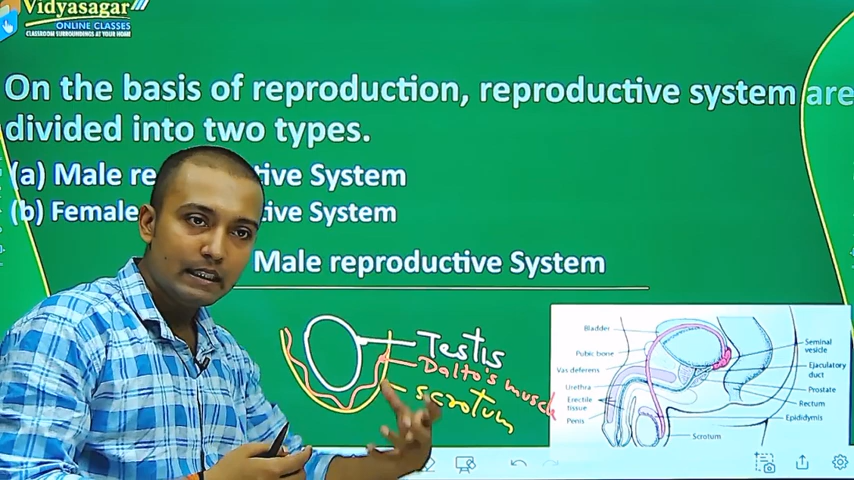 Vidyasagar
ONLINE CLASSES
CLASSROOM SURROUNDINGS AT YOUR HOME
On the basis of reproduction, reproductive system are
divided into two types.
(a) Male re tive System
(b) Female tive System
Male reproductive System
Testis
Dalto's muscle
scrotum
Bladder
Pubic bone
Vas deferens
Urethra
Erectile
tissue
Penis
Scrotum
Seminal
vesicle
Ejaculatory
duct
Prostate
Rectum
Epididymis